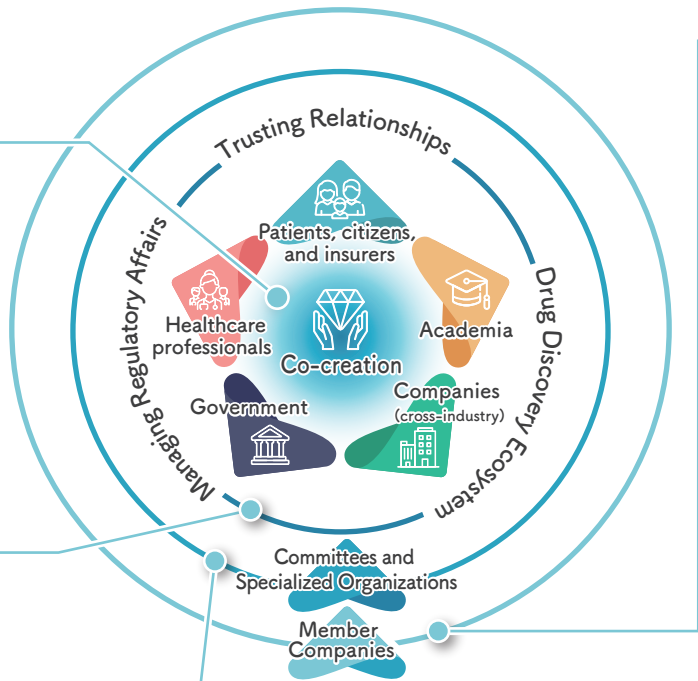 Trusting Relationships
Managing Regulatory Affairs
Drug Discovery Ecosystem
Patients, citizens,
and insurers
Healthcare
professionals
Academia
Co-creation
Government
Companies
(cross-industry)
Committees and
Specialized Organizations
Member
Companies